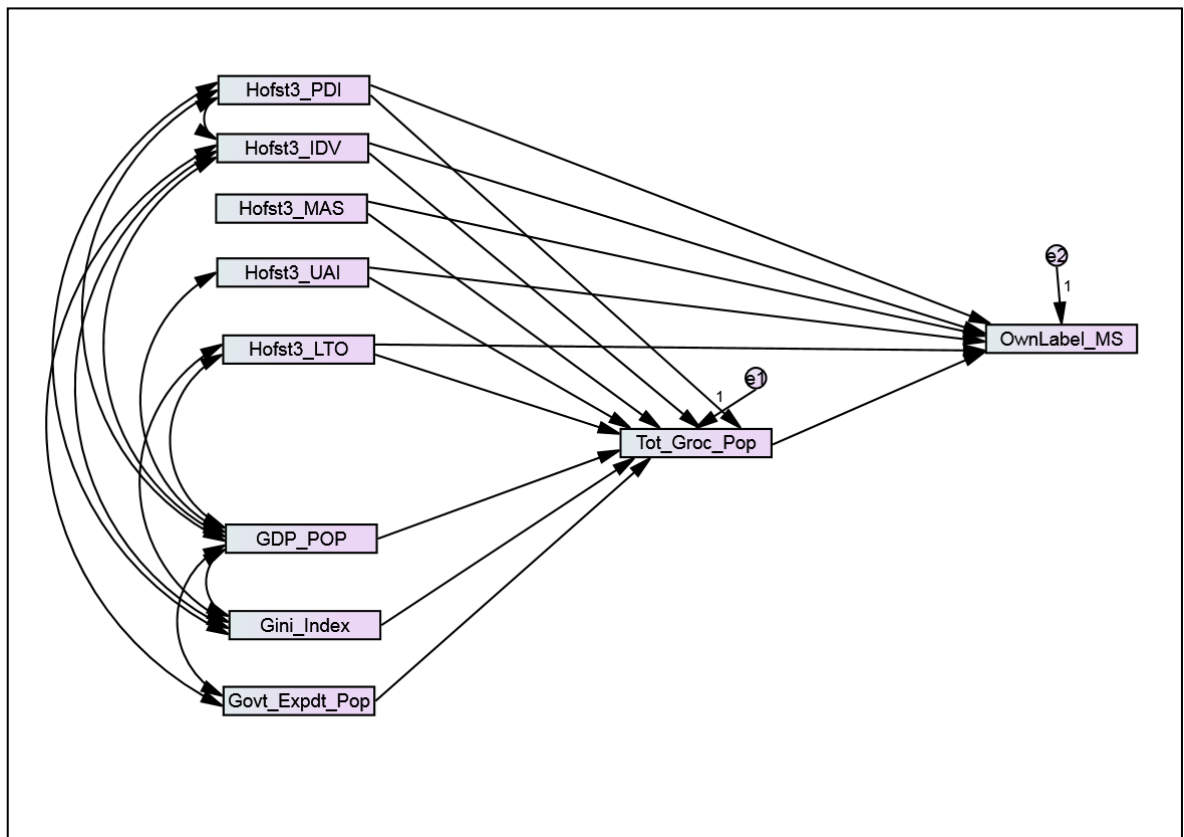 Hofst3_PDI
Hofst3_IDV
Hofst3_MAS
Hofst3_UAI
e2
1
Hofst3_LTO
OwnLabel_MS
e1
1
Tot_Groc_Pop
GDP_POP
Gini_Index
Govt_Expdt_Pop